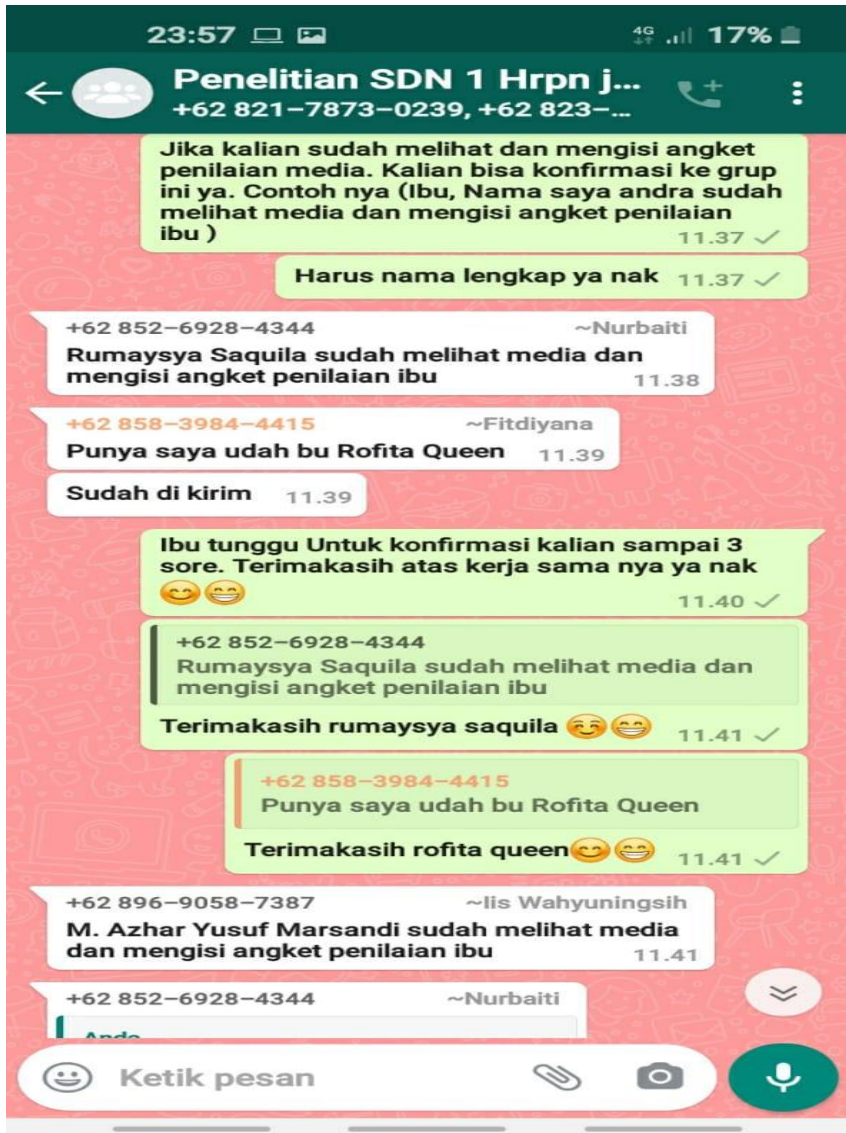 23:57 4G 17%
Penelitian SDN 1 Hrpn j...
+62 821-7873-0239, +62 823-...
Jika kalian sudah melihat dan mengisi angket
penilaian media. Kalian bisa konfirmasi ke grup
ini ya. Contoh nya (Ibu, Nama saya andra sudah
melihat media dan mengisi angket penilaian
ibu )
11.37
Harus nama lengkap ya nak 11.37
+62 852-6928-4344 ~Nurbaiti
Rumaysya Saquila sudah melihat media dan
mengisi angket penilaian ibu 11.38
+62 858-3984-4415 ~Fitdiyana
Punya saya udah bu Rofita Queen 11.39
Sudah di kirim 11.39
Ibu tunggu Untuk konfirmasi kalian sampai 3
sore. Terimakasih atas kerja sama nya ya nak
11.40
+62 852-6928-4344
Rumaysya Saquila sudah melihat media dan
mengisi angket penilaian ibu
Terimakasih rumaysya saquila 11.41
+62 858-3984-4415
Punya saya udah bu Rofita Queen
Terimakasih rofita queen 11.41
+62 896-9058-7387 ~Iis Wahyuningsih
M. Azhar Yusuf Marsandi sudah melihat media
dan mengisi angket penilaian ibu 11.41
+62 852-6928-4344 ~Nurbaiti
Ketik pesan